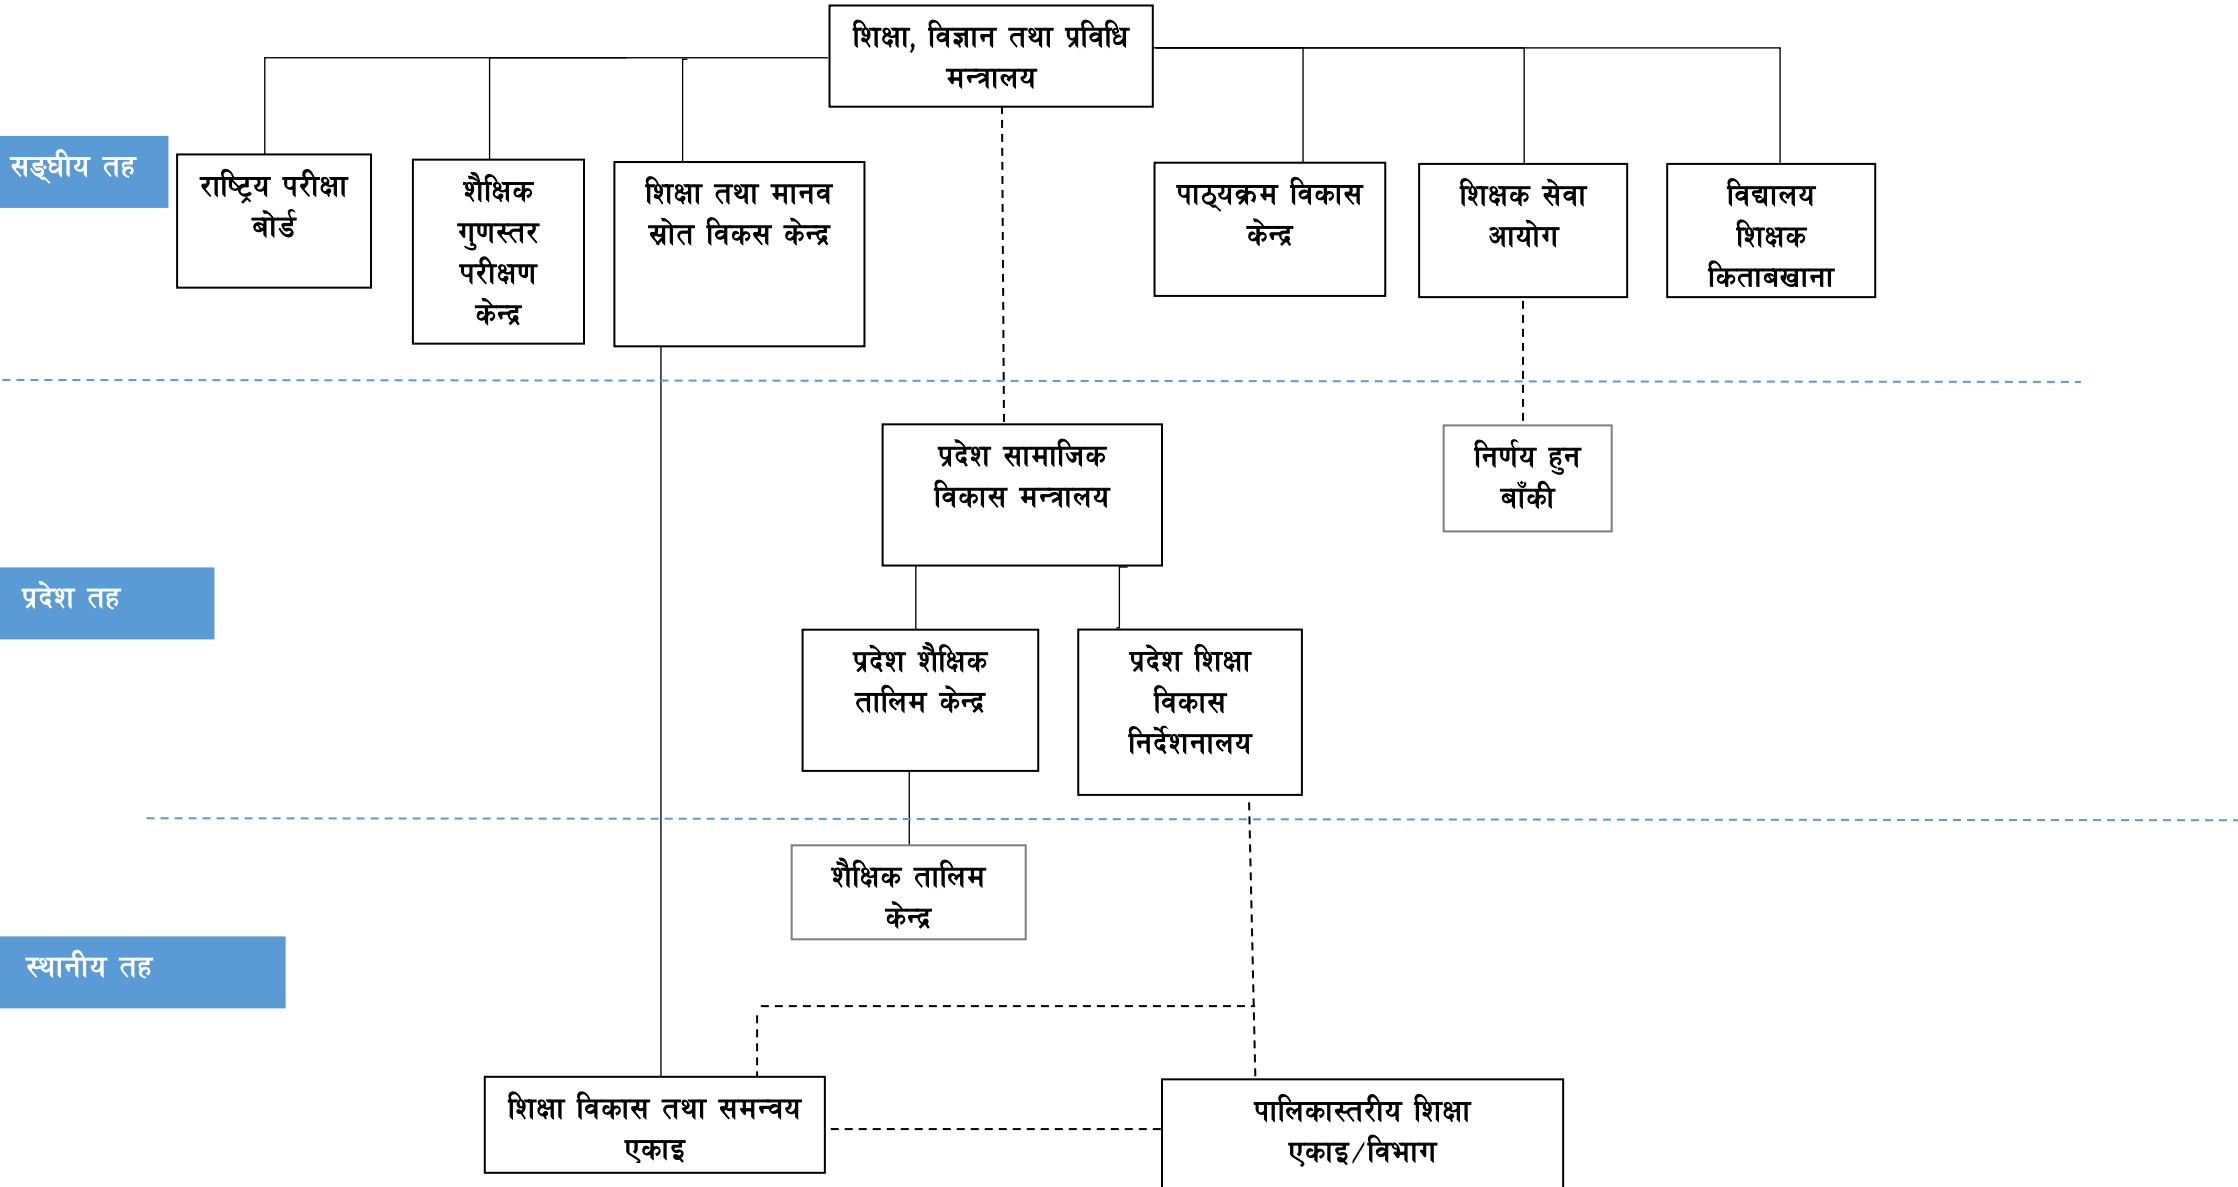 शिक्षा, विज्ञान तथा प्रविधि
मन्त्रालय
सङ्घीय तह
राष्ट्रिय परीक्षा
बोर्ड
शैक्षिक
गुणस्तर
परीक्षण
केन्द्र
शिक्षा तथा मानव
स्रोत विकस केन्द्र
पाठ्यक्रम विकास
केन्द्र
शिक्षक सेवा
आयोग
विद्यालय
शिक्षक
किताबखाना
प्रदेश सामाजिक
विकास मन्त्रालय
निर्णय हुन
बाँकी
प्रदेश तह
प्रदेश शैक्षिक
तालिम केन्द्र
प्रदेश शिक्षा
विकास
निर्देशनालय
शैक्षिक तालिम
केन्द्र
स्थानीय तह
शिक्षा विकास तथा समन्वय
एकाइ
पालिकास्तरीय शिक्षा
एकाइ/विभाग